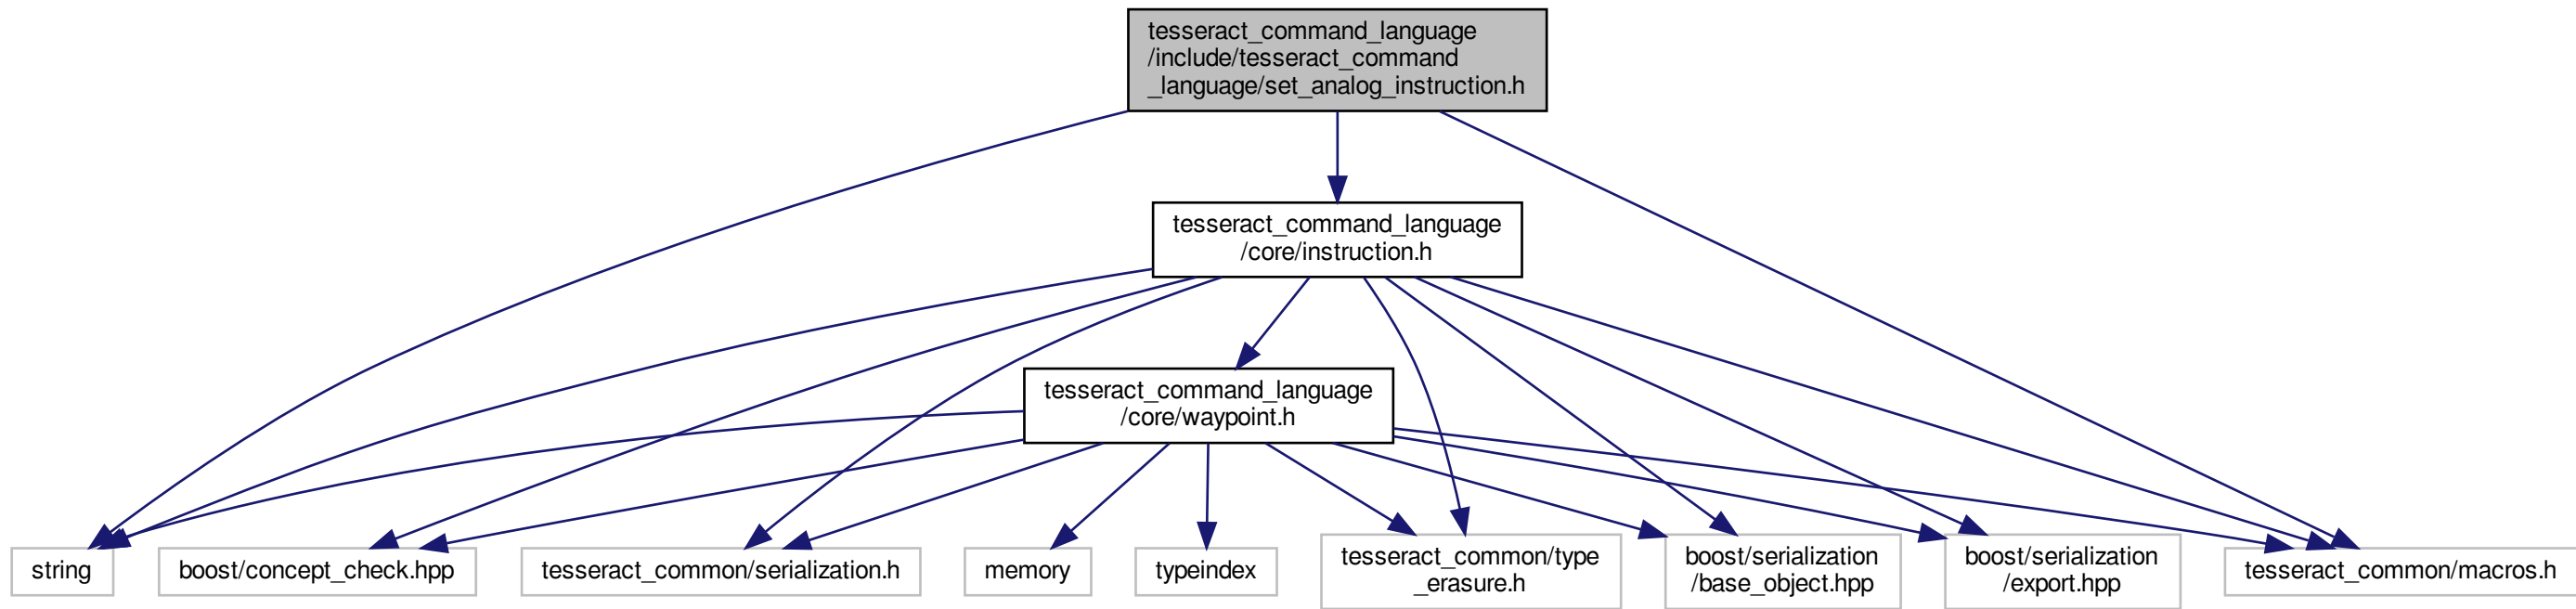 tesseract_command_language
/include/tesseract_command
_language/set_analog_instruction.h
tesseract_command_language
/core/instruction.h
tesseract_command_language
/core/waypoint.h
string
boost/concept_check.hpp
tesseract_common/serialization.h
memory
typeindex
tesseract_common/type
_erasure.h
boost/serialization
/base_object.hpp
boost/serialization
/export.hpp
tesseract_common/macros.h